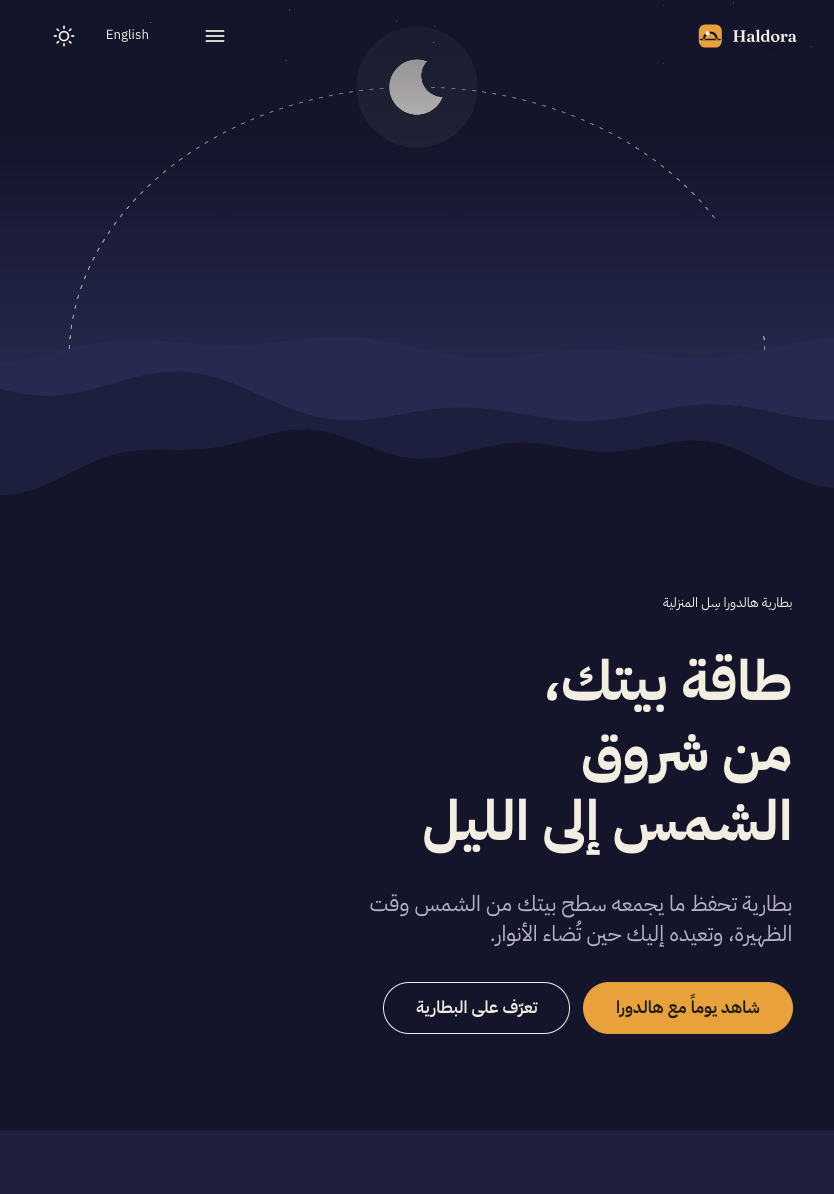 Haldora
English
بطارية هالدورا سِل المنزلية
طاقة بيتك،
من شروق
الشمس إلى الليل
بطارية تحفظ ما يجمعه سطح بيتك من الشمس وقت
الظهيرة، وتعيده إليك حين تُضاء الأنوار.
شاهد يوماً مع هالدورا
تعرّف على البطارية